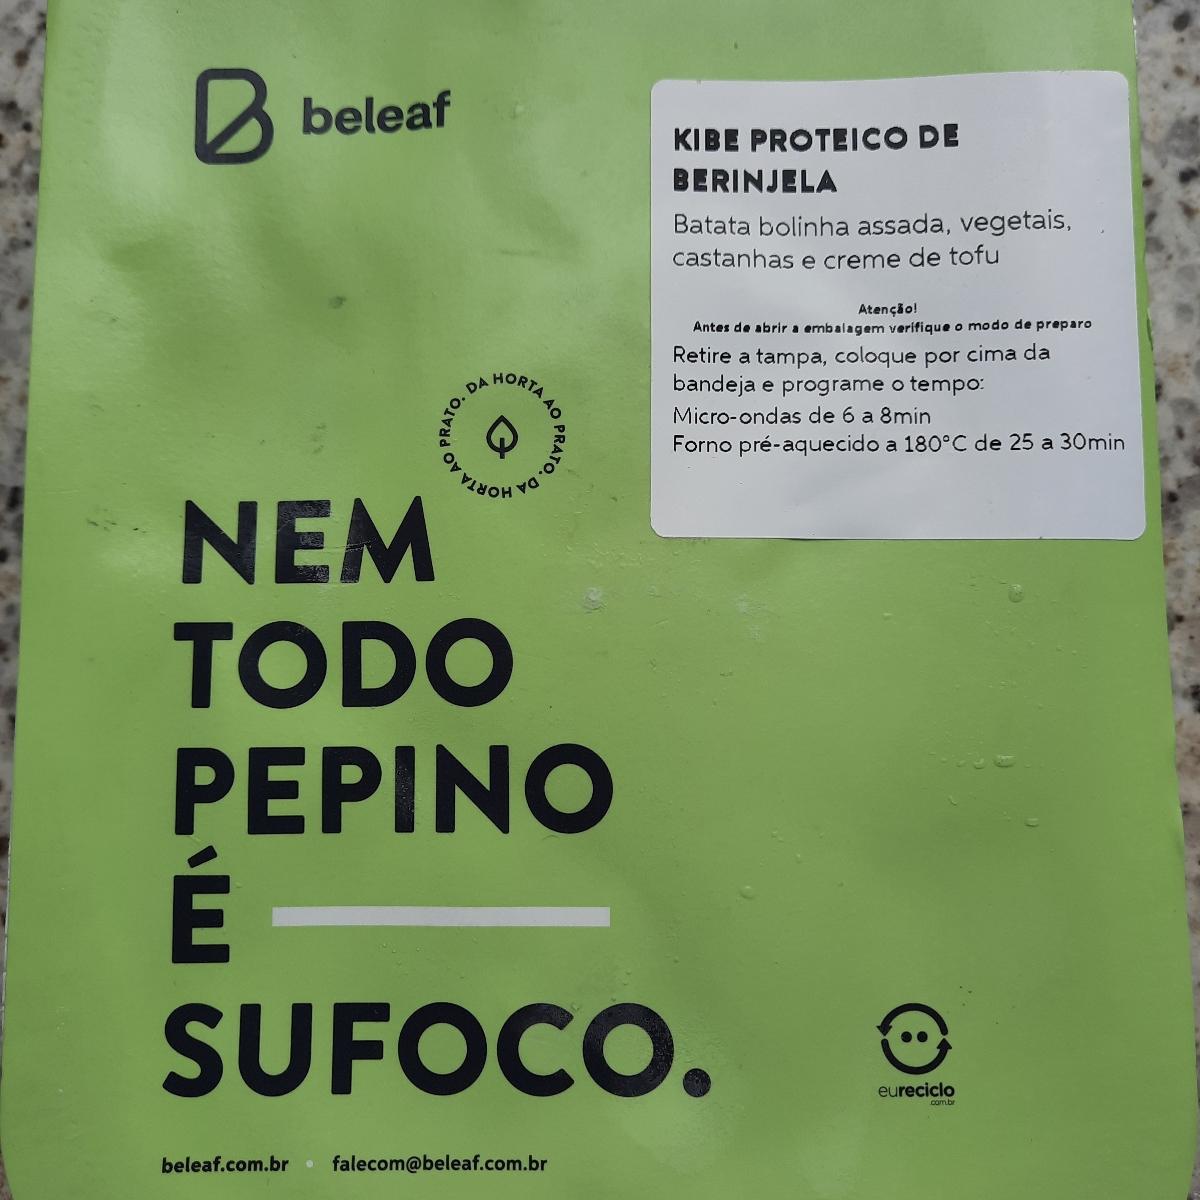 beleaf
KIBE PROTEICO DE
BERINJELA
Batata bolinha assada, vegetais,
castanhas e creme de tofu
Atenção!
Antes de abrir a embalagem verifique o modo de preparo
Retire a tampa, coloque por cima da
bandeja e programe o tempo:
Micro-ondas de 6 a 8min
Forno pré-aquecido a 180°C de 25 a 30min
DA HORTA AO PRATO. DA HORTA AO PRATO.
NEM
TODO
PEPINO
É
SUFOCO.
eureciclo
.com.br
beleaf.com.br • falecom@beleaf.com.br